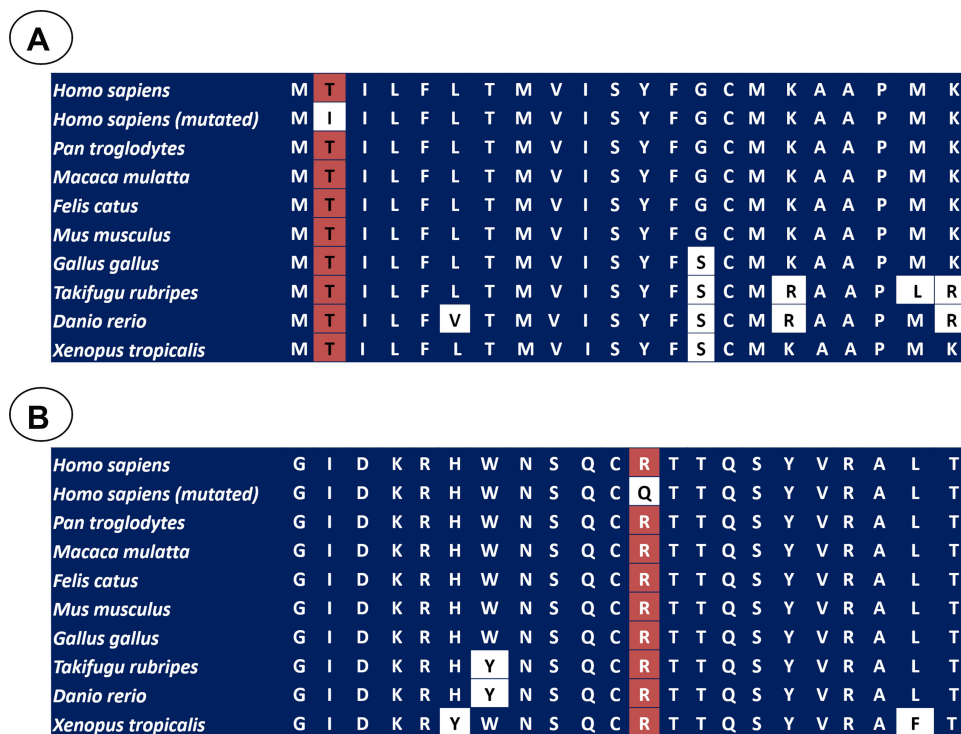 A
Homo sapiens M T I L F L T M V I S Y F G C M K A A P M K
Homo sapiens (mutated) M I I L F L T M V I S Y F G C M K A A P M K
Pan troglodytes M T I L F L T M V I S Y F G C M K A A P M K
Macaca mulatta M T I L F L T M V I S Y F G C M K A A P M K
Felis catus M T I L F L T M V I S Y F G C M K A A P M K
Mus musculus M T I L F L T M V I S Y F G C M K A A P M K
Gallus gallus M T I L F L T M V I S Y F S C M K A A P M K
Takifugu rubripes M T I L F L T M V I S Y F S C M R A A P L R
Danio rerio M T I L F V T M V I S Y F S C M R A A P M R
Xenopus tropicalis M T I L F L T M V I S Y F S C M K A A P M K
B
Homo sapiens G I D K R H W N S Q C R T T Q S Y V R A L T
Homo sapiens (mutated) G I D K R H W N S Q C Q T T Q S Y V R A L T
Pan troglodytes G I D K R H W N S Q C R T T Q S Y V R A L T
Macaca mulatta G I D K R H W N S Q C R T T Q S Y V R A L T
Felis catus G I D K R H W N S Q C R T T Q S Y V R A L T
Mus musculus G I D K R H W N S Q C R T T Q S Y V R A L T
Gallus gallus G I D K R H W N S Q C R T T Q S Y V R A L T
Takifugu rubripes G I D K R H Y N S Q C R T T Q S Y V R A L T
Danio rerio G I D K R H Y N S Q C R T T Q S Y V R A L T
Xenopus tropicalis G I D K R Y W N S Q C R T T Q S Y V R A F T